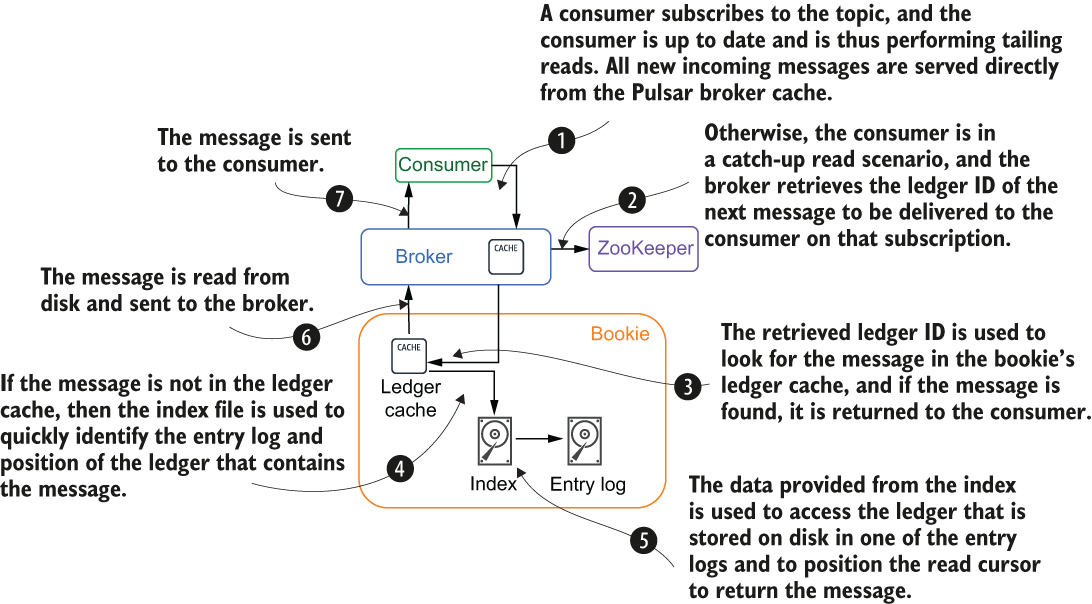 A consumer subscribes to the topic, and the
consumer is up to date and is thus performing tailing
reads. All new incoming messages are served directly
from the Pulsar broker cache.
1
The message is sent
to the consumer.
7
Consumer
Otherwise, the consumer is in
a catch-up read scenario, and the
broker retrieves the ledger ID of the
next message to be delivered to the
consumer on that subscription.
2
Broker
CACHE
ZooKeeper
The message is read from
disk and sent to the broker.
6
Bookie
CACHE
Ledger
cache
The retrieved ledger ID is used to
look for the message in the bookie's
ledger cache, and if the message is
found, it is returned to the consumer.
3
If the message is not in the ledger
cache, then the index file is used to
quickly identify the entry log and
position of the ledger that contains
the message.
4
Index
Entry log
5
The data provided from the index
is used to access the ledger that is
stored on disk in one of the entry
logs and to position the read cursor
to return the message.